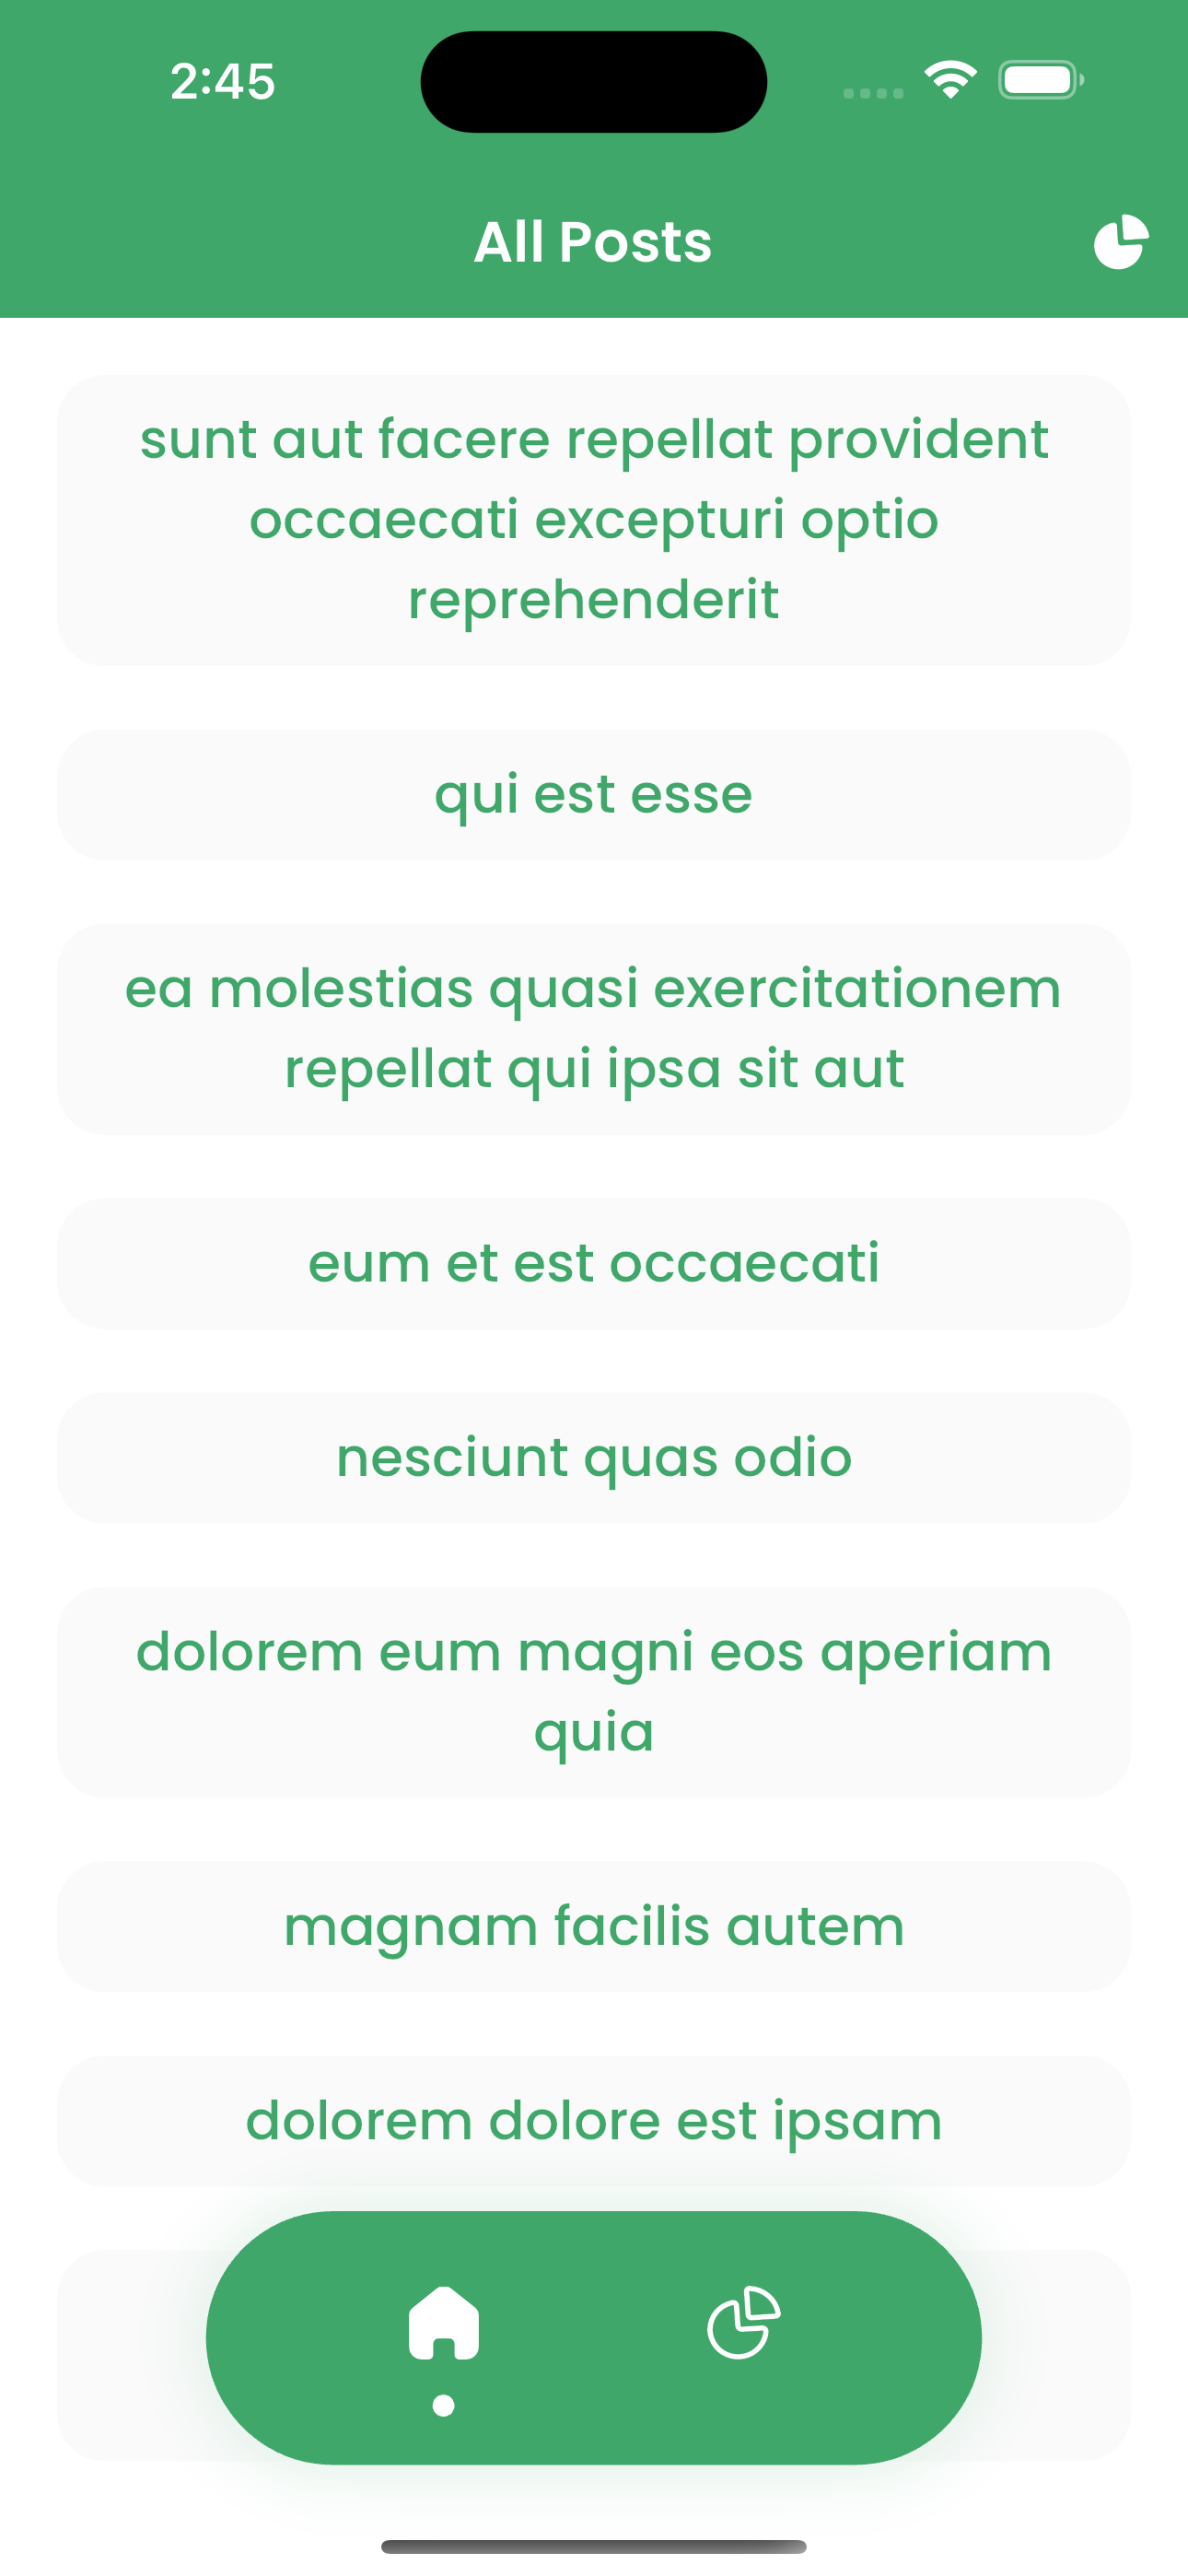 2:45
All Posts
sunt aut facere repellat provident
occaecati excepturi optio
reprehenderit
qui est esse
ea molestias quasi exercitationem
repellat qui ipsa sit aut
eum et est occaecati
nesciunt quas odio
dolorem eum magni eos aperiam
quia
magnam facilis autem
dolorem dolore est ipsam